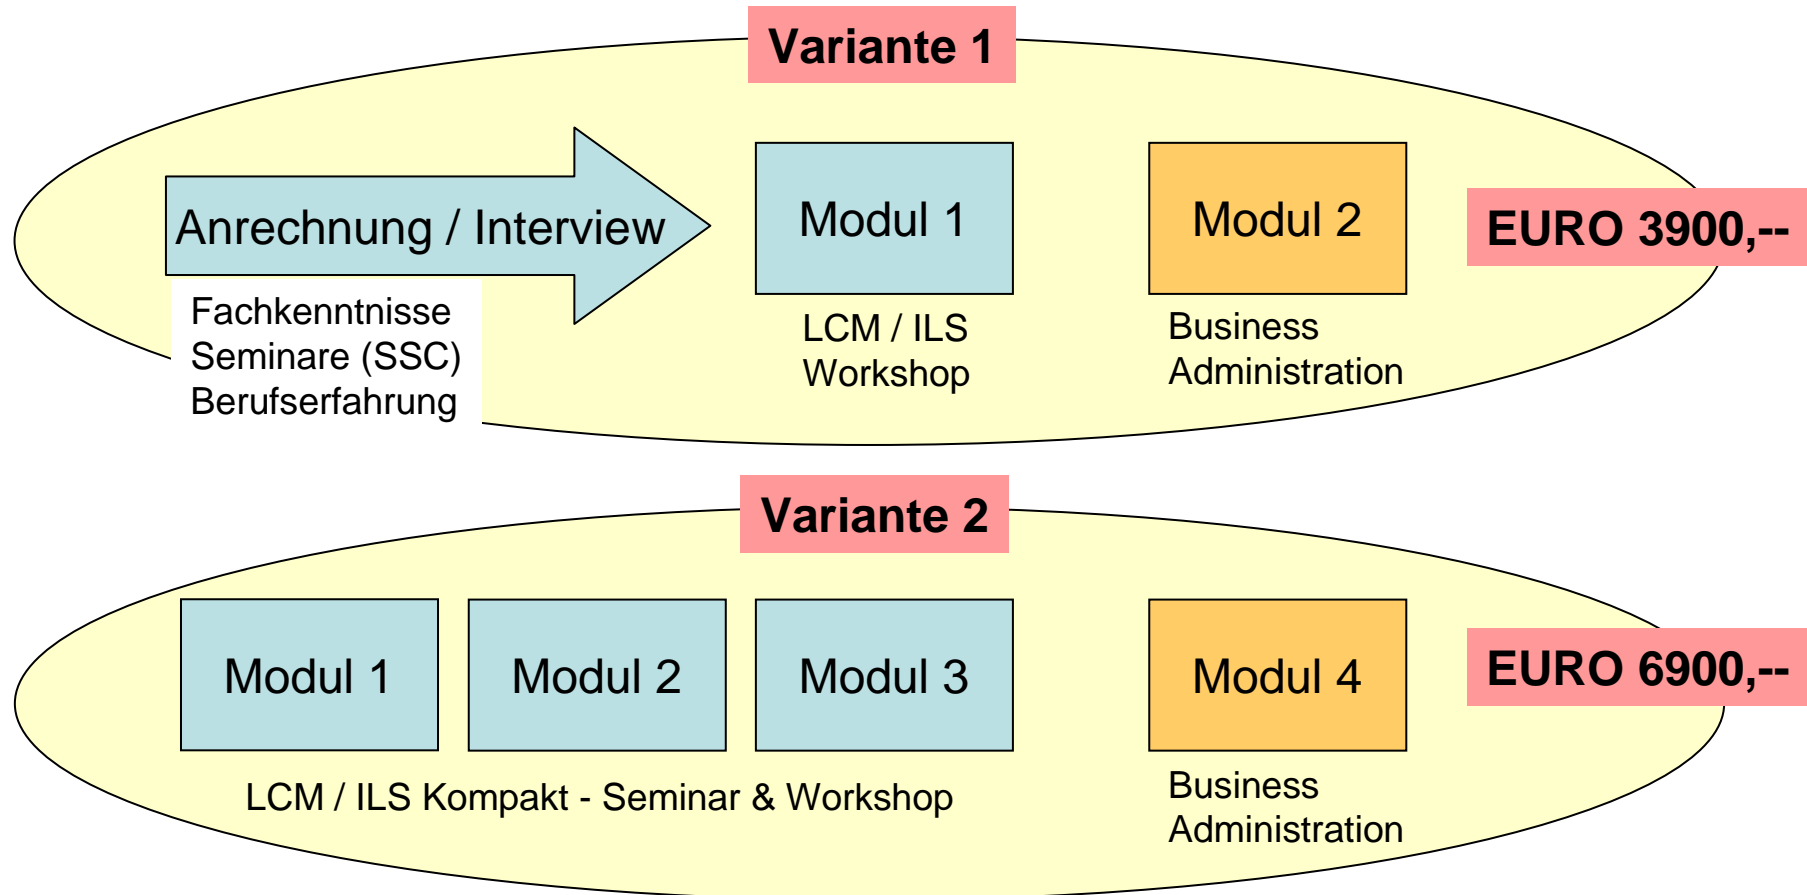 Variante 1
Anrechnung / Interview
Fachkenntnisse
Seminare (SSC)
Berufserfahrung
Modul 1
LCM / ILS
Workshop
Modul 2
Business
Administration
EURO 3900,--
Variante 2
Modul 1
Modul 2
Modul 3
LCM / ILS Kompakt - Seminar & Workshop
Modul 4
Business
Administration
EURO 6900,--